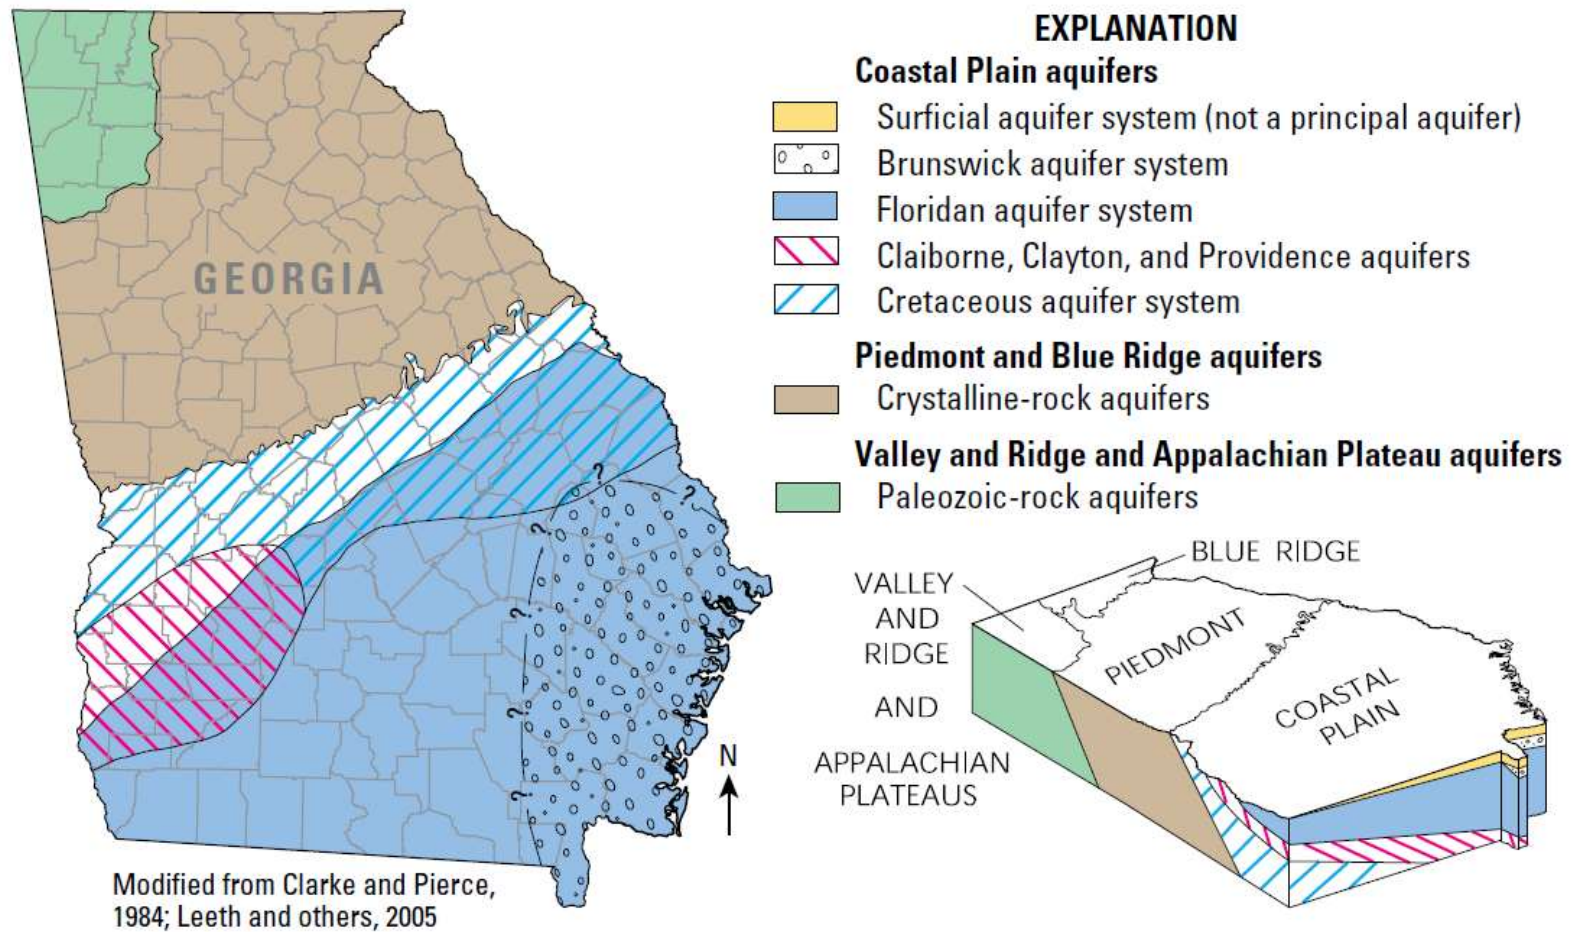 GEORGIA
?
?
?
?
?
?
N
Modified from Clarke and Pierce,
1984; Leeth and others, 2005
EXPLANATION
Coastal Plain aquifers
Surficial aquifer system (not a principal aquifer)
Brunswick aquifer system
Floridan aquifer system
Claiborne, Clayton, and Providence aquifers
Cretaceous aquifer system
Piedmont and Blue Ridge aquifers
Crystalline-rock aquifers
Valley and Ridge and Appalachian Plateau aquifers
Paleozoic-rock aquifers
BLUE RIDGE
VALLEY
AND
RIDGE
AND
APPALACHIAN
PLATEAUS
PIEDMONT
COASTAL
PLAIN